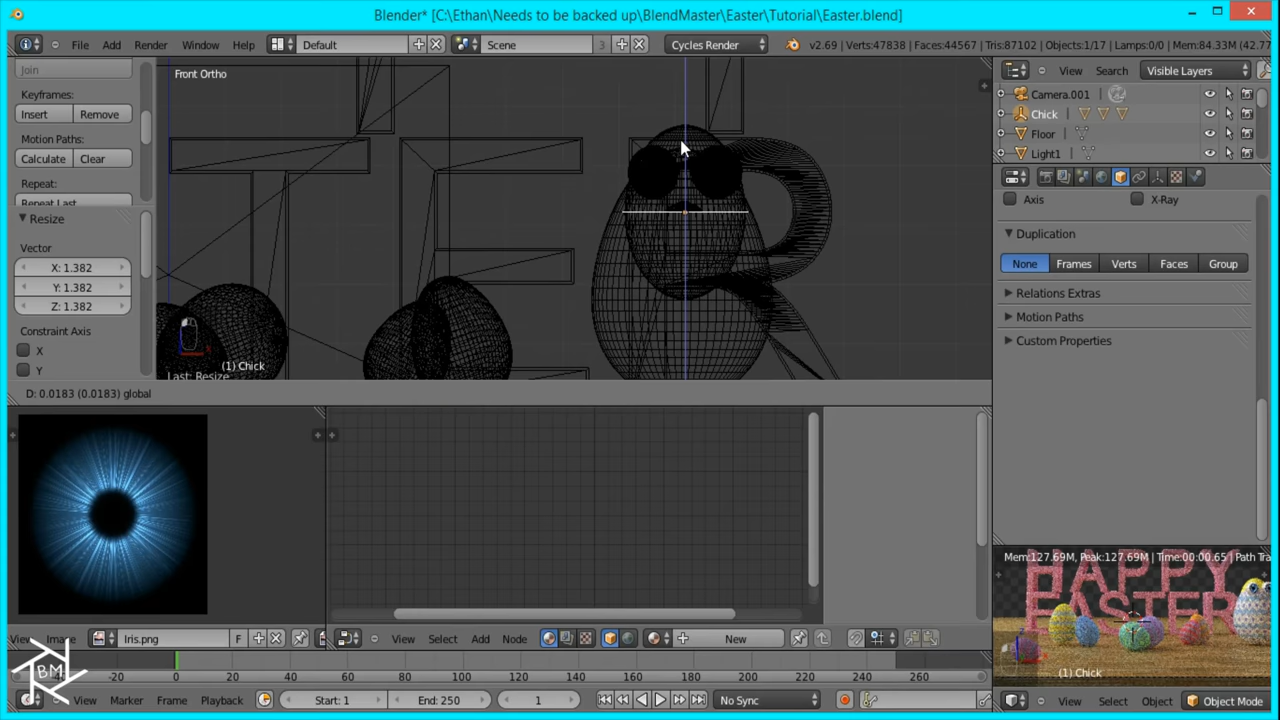 Blender* [C:\Ethan\Needs to be backed up\BlendMaster\Easter\Tutorial\Easter.blend]
File Add Render Window Help Default Scene 3 Cycles Render v2.69 | Verts:47838 | Faces:44567 | Tris:87102 | Objects:1/17 | Lamps:0/0 | Mem:84.33M (42.77
Join
Keyframes:
Insert Remove
Motion Paths:
Calculate Clear
Repeat:
Repeat Last
Resize
Vector
X: 1.382
Y: 1.382
Z: 1.382
Constraint Axis
X
Y
Front Ortho
(1) Chick
Last: Resize
D: 0.0183 (0.0183) global
View Search Visible Layers
Camera.001
Chick
Floor
Light1
Axis X-Ray
Duplication
None Frames Verts Faces Group
Relations Extras
Motion Paths
Custom Properties
Mem:127.69M, Peak:127.69M | Time:00:00.65 | Path Tra
HAPPY
EASTER
(1) Chick
View Image Iris.png F View Select Add Node New
-20 0 20 40 60 80 100 120 140 160 180 200 220 240 260
BM
View Marker Frame Playback Start: 1 End: 250 1 No Sync
View Select Object Object Mode